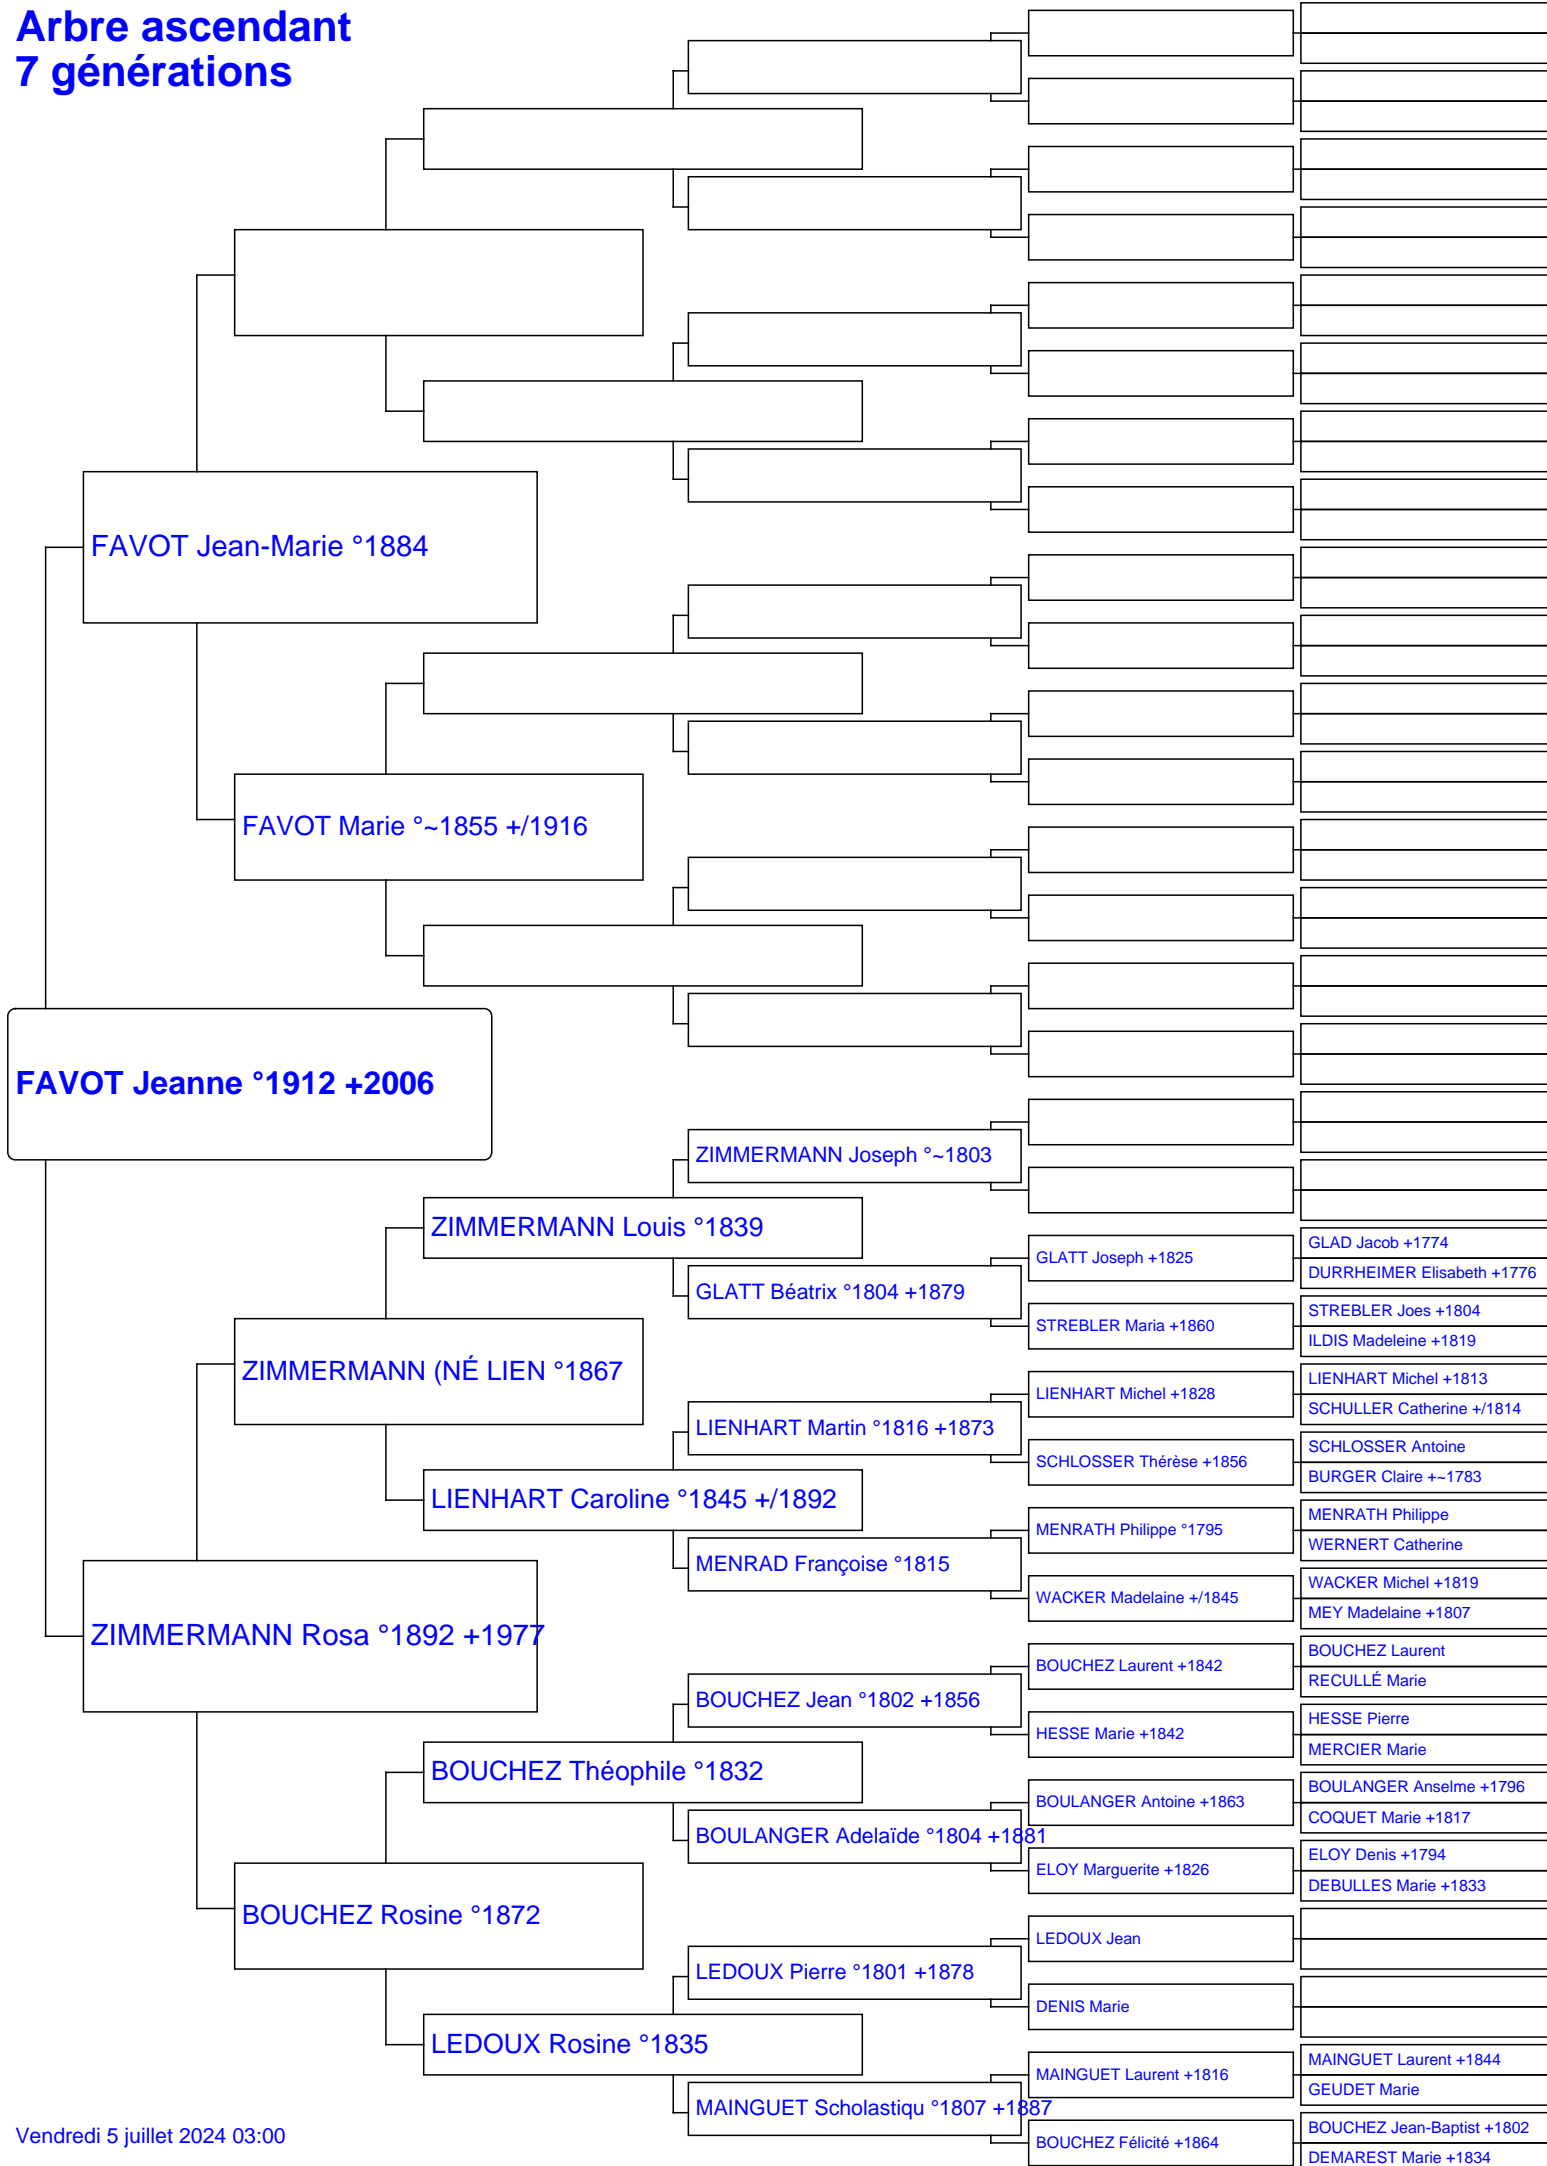 Arbre ascendant
7 générations
FAVOT Jean-Marie °1884
FAVOT Marie °~1855 +/1916
FAVOT Jeanne °1912 +2006
ZIMMERMANN Joseph °~1803
ZIMMERMANN Louis °1839
GLATT Béatrix °1804 +1879
GLATT Joseph +1825
GLAD Jacob +1774
DURRHEIMER Elisabeth +1776
STREBLER Maria +1860
STREBLER Joes +1804
ILDIS Madeleine +1819
ZIMMERMANN (NÉ LIEN °1867
LIENHART Martin °1816 +1873
LIENHART Michel +1828
LIENHART Michel +1813
SCHULLER Catherine +/1814
SCHLOSSER Thérèse +1856
SCHLOSSER Antoine
BURGER Claire +~1783
LIENHART Caroline °1845 +/1892
MENRAD Françoise °1815
MENRATH Philippe °1795
MENRATH Philippe
WERNERT Catherine
WACKER Madelaine +/1845
WACKER Michel +1819
MEY Madelaine +1807
ZIMMERMANN Rosa °1892 +1977
BOUCHEZ Jean °1802 +1856
BOUCHEZ Laurent +1842
BOUCHEZ Laurent
RECULLÉ Marie
HESSE Marie +1842
HESSE Pierre
MERCIER Marie
BOUCHEZ Théophile °1832
BOULANGER Adelaïde °1804 +1881
BOULANGER Antoine +1863
BOULANGER Anselme +1796
COQUET Marie +1817
ELOY Marguerite +1826
ELOY Denis +1794
DEBULLES Marie +1833
BOUCHEZ Rosine °1872
LEDOUX Pierre °1801 +1878
LEDOUX Jean
DENIS Marie
LEDOUX Rosine °1835
MAINGUET Scholastiqu °1807 +1887
MAINGUET Laurent +1816
MAINGUET Laurent +1844
GEUDET Marie
BOUCHEZ Félicité +1864
BOUCHEZ Jean-Baptist +1802
DEMAREST Marie +1834
Vendredi 5 juillet 2024 03:00